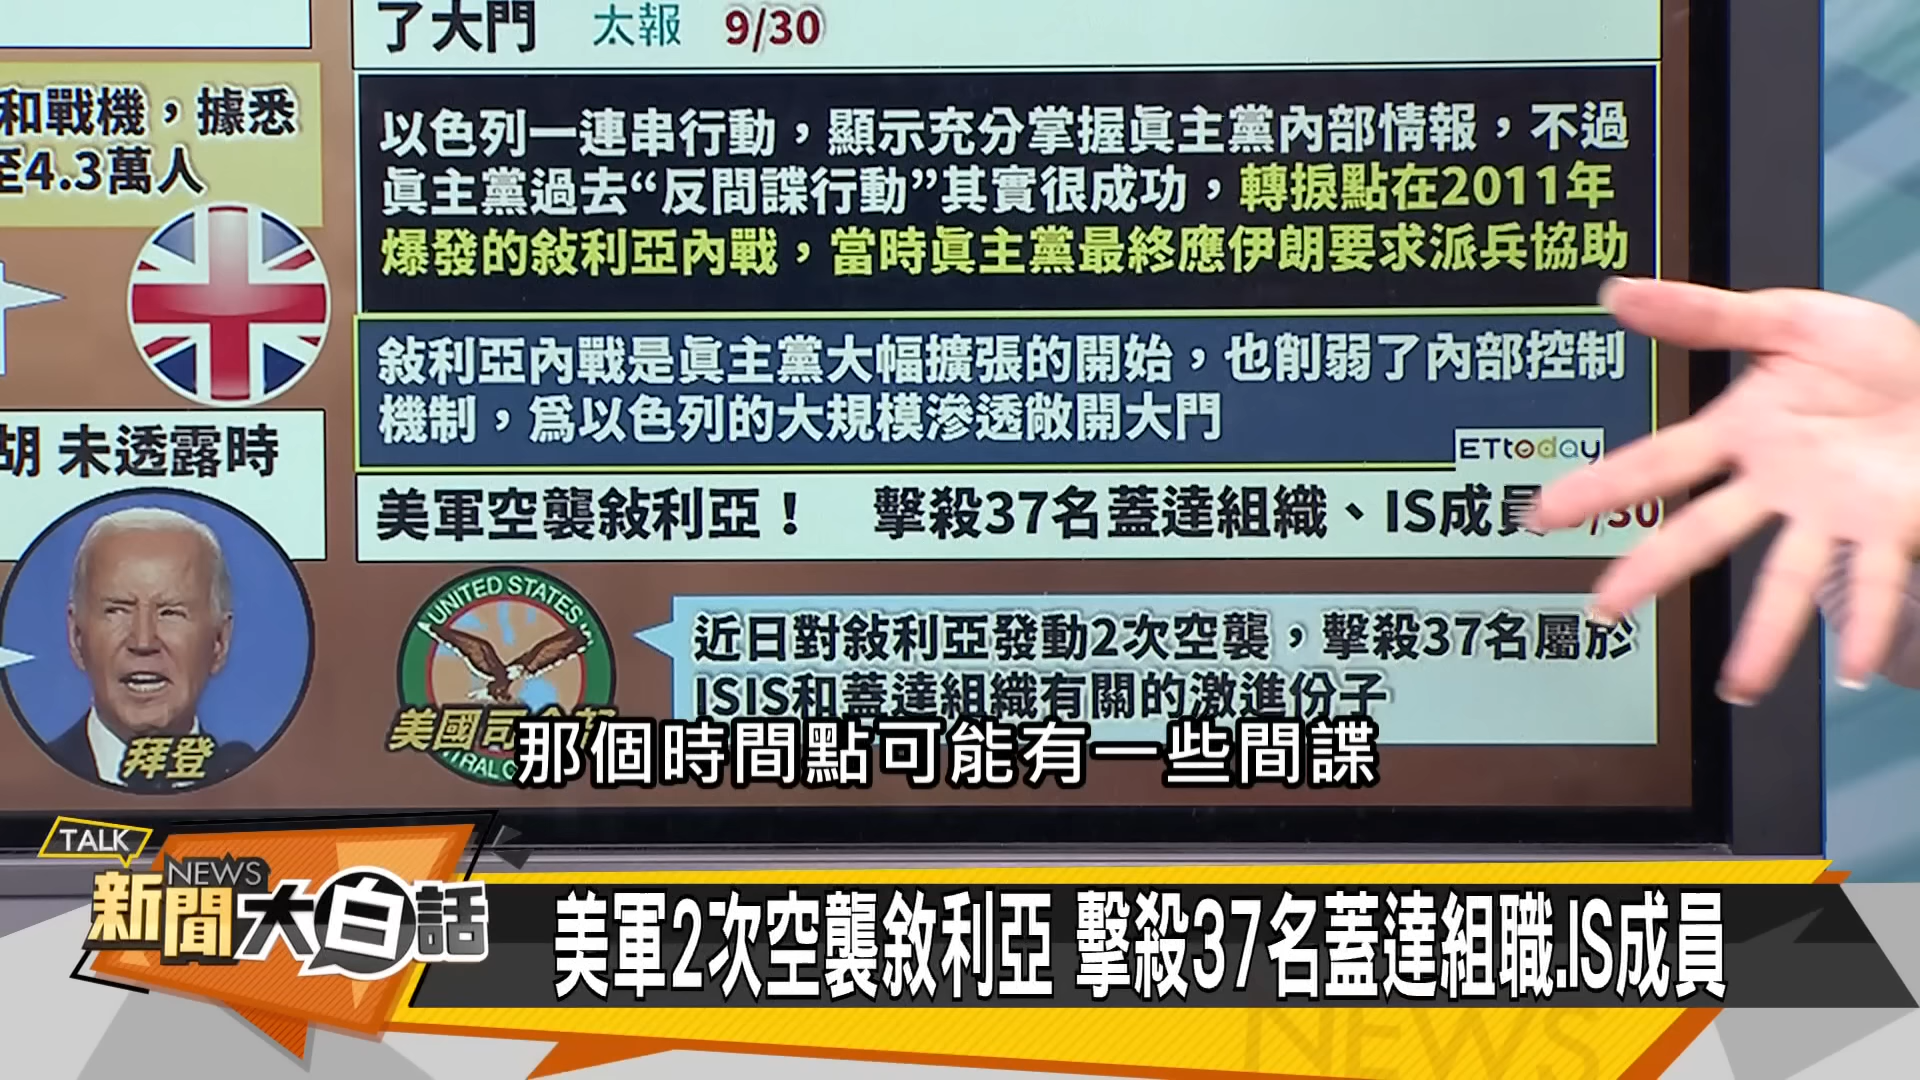 了大門 太報 9/30
和戰機，據悉
至4.3萬人
以色列一連串行動，顯示充分掌握眞主黨內部情報，不過
眞主黨過去“反間諜行動”其實很成功，轉捩點在2011年
爆發的敍利亞內戰，當時眞主黨最終應伊朗要求派兵協助
敍利亞內戰是眞主黨大幅擴張的開始，也削弱了內部控制
機制，爲以色列的大規模滲透敞開大門
ETtoday
胡 未透露時
美軍空襲敍利亞！ 擊殺37名蓋達組織、IS成員 /30
拜登
UNITED STATES
美國司
近日對敍利亞發動2次空襲，擊殺37名屬於
ISIS和蓋達組織有關的激進份子
那個時間點可能有一些間諜
TALK
NEWS
新聞大白話
美軍2次空襲敘利亞 擊殺37名蓋達組職.IS成員
NEWS